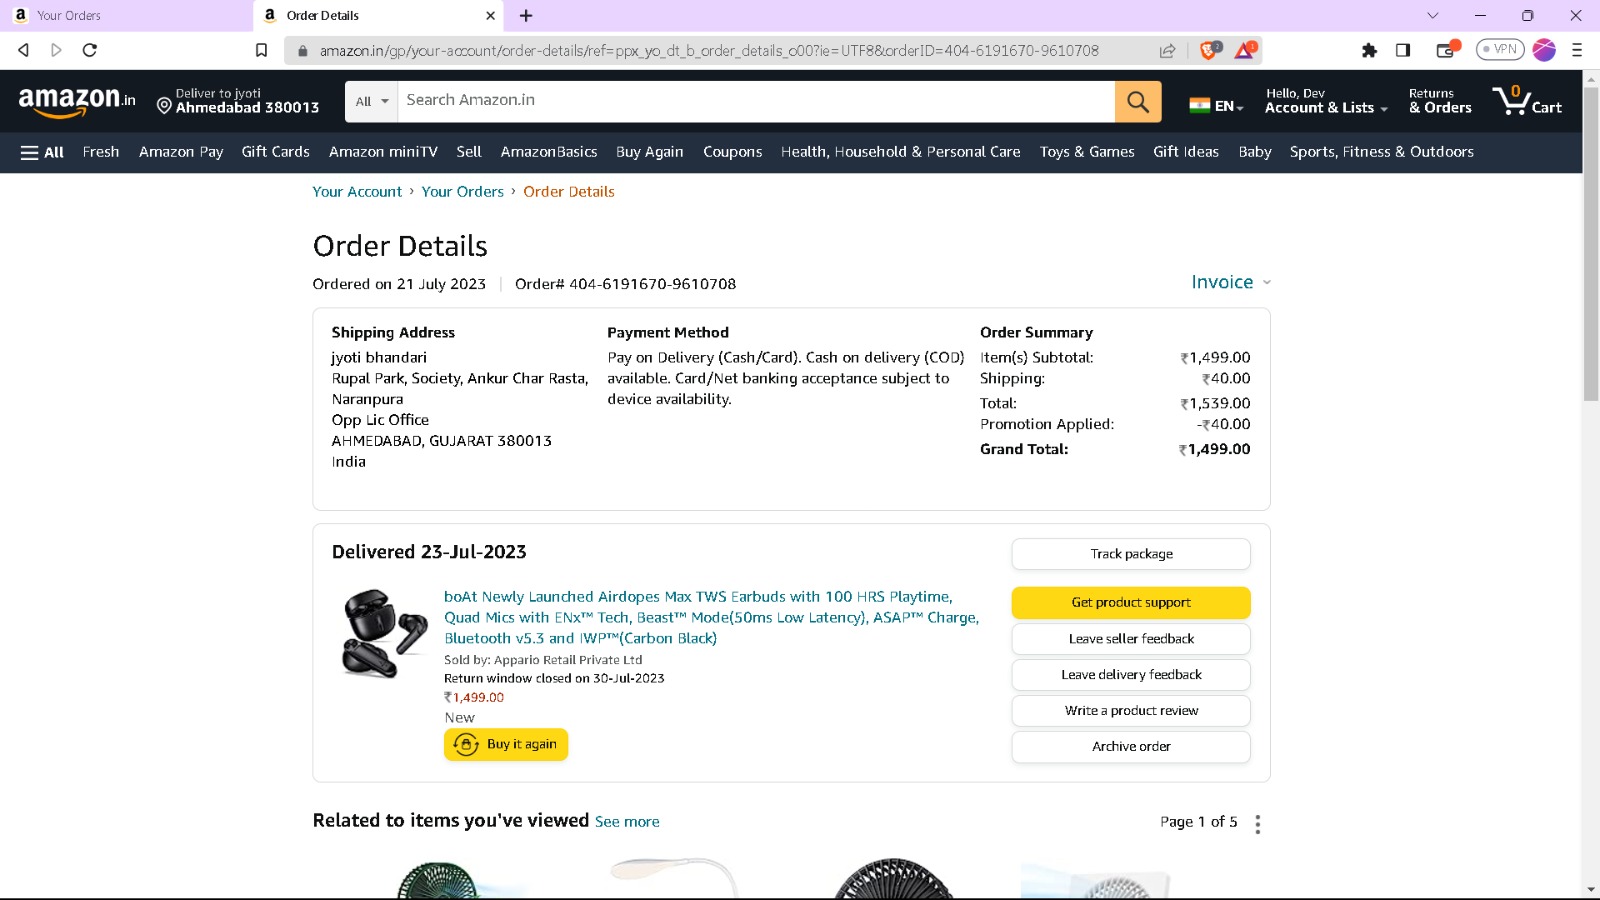 Your Orders
Order Details
amazon.in/gp/your-account/order-details/ref=ppx_yo_dt_b_order_details_o00?ie=UTF8&orderID=404-6191670-9610708
2
1
VPN
amazon.in
Deliver to jyoti
Ahmedabad 380013
All
Search Amazon.in
EN
Hello, Dev
Account & Lists
Returns
& Orders
0
Cart
All Fresh Amazon Pay Gift Cards Amazon miniTV Sell AmazonBasics Buy Again Coupons Health, Household & Personal Care Toys & Games Gift Ideas Baby Sports, Fitness & Outdoors
Your Account › Your Orders › Order Details
Order Details
Ordered on 21 July 2023 | Order# 404-6191670-9610708
Invoice
Shipping Address
jyoti bhandari
Rupal Park, Society, Ankur Char Rasta,
Naranpura
Opp Lic Office
AHMEDABAD, GUJARAT 380013
India
Payment Method
Pay on Delivery (Cash/Card). Cash on delivery (COD)
available. Card/Net banking acceptance subject to
device availability.
Order Summary
Item(s) Subtotal: ₹1,499.00
Shipping: ₹40.00
Total: ₹1,539.00
Promotion Applied: -₹40.00
Grand Total: ₹1,499.00
Delivered 23-Jul-2023
boAt Newly Launched Airdopes Max TWS Earbuds with 100 HRS Playtime,
Quad Mics with ENx™ Tech, Beast™ Mode(50ms Low Latency), ASAP™ Charge,
Bluetooth v5.3 and IWP™(Carbon Black)
Sold by: Appario Retail Private Ltd
Return window closed on 30-Jul-2023
₹1,499.00
New
Buy it again
Track package
Get product support
Leave seller feedback
Leave delivery feedback
Write a product review
Archive order
Related to items you've viewed See more
Page 1 of 5